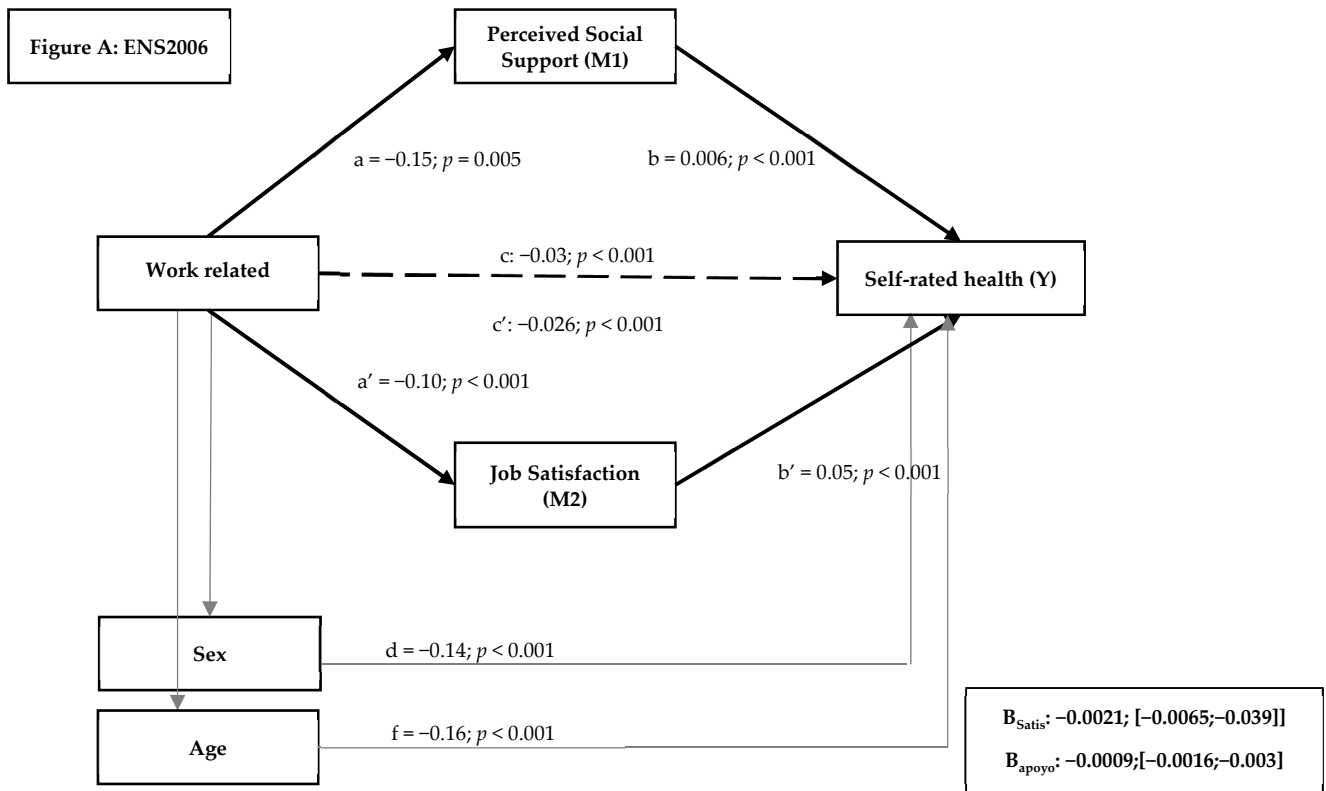 Figure A: ENS2006
Perceived Social
Support (M1)
a = −0.15; p = 0.005
b = 0.006; p < 0.001
Work related
c: −0.03; p < 0.001
Self-rated health (Y)
c’: −0.026; p < 0.001
a’ = −0.10; p < 0.001
Job Satisfaction
(M2)
b’ = 0.05; p < 0.001
Sex
d = −0.14; p < 0.001
Age
f = −0.16; p < 0.001
BSatis: −0.0021; [−0.0065;−0.039]]
Bapoyo: −0.0009;[−0.0016;−0.003]